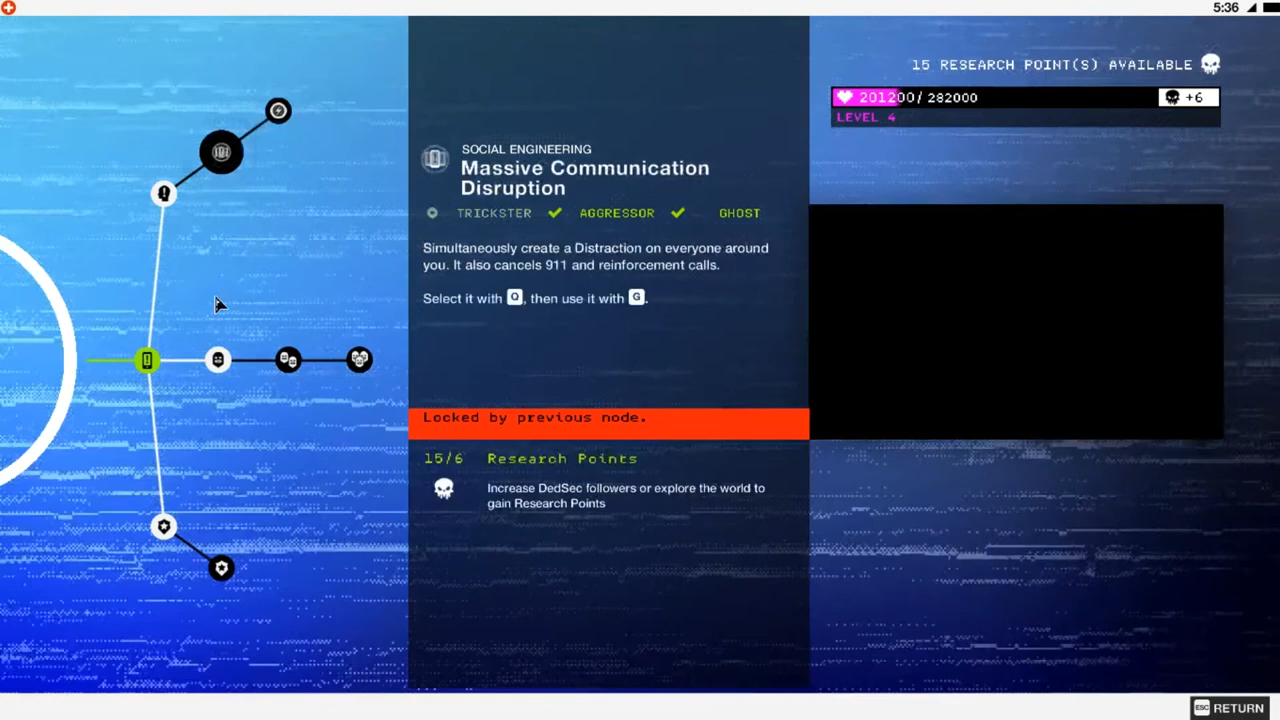 5:36
15 RESEARCH POINT(S) AVAILABLE
201200/282000
+6
LEVEL 4
SOCIAL ENGINEERING
Massive Communication
Disruption
TRICKSTER AGGRESSOR GHOST
Simultaneously create a Distraction on everyone around
you. It also cancels 911 and reinforcement calls.
Select it with Q, then use it with G.
Locked by previous node.
15/6 Research Points
Increase DedSec followers or explore the world to
gain Research Points
ESC RETURN